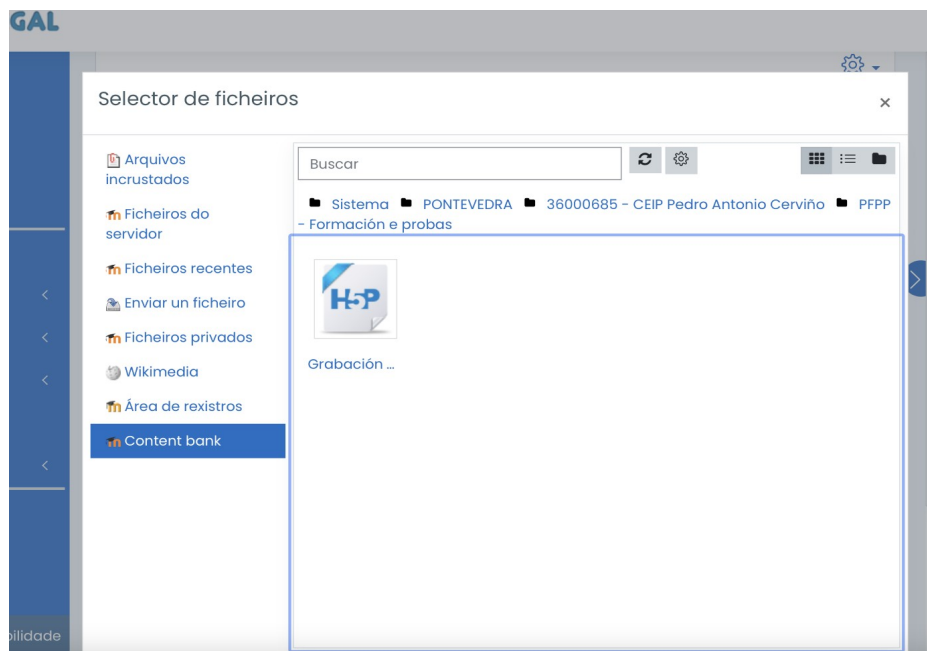 GAL
Selector de ficheiros
×
Arquivos
incrustados
Ficheiros do
servidor
Ficheiros recentes
Enviar un ficheiro
Ficheiros privados
Wikimedia
Área de rexistros
Content bank
Buscar
Sistema PONTEVEDRA 36000685 - CEIP Pedro Antonio Cerviño PFPP
- Formación e probas
H5P
Grabación ...
bilidade